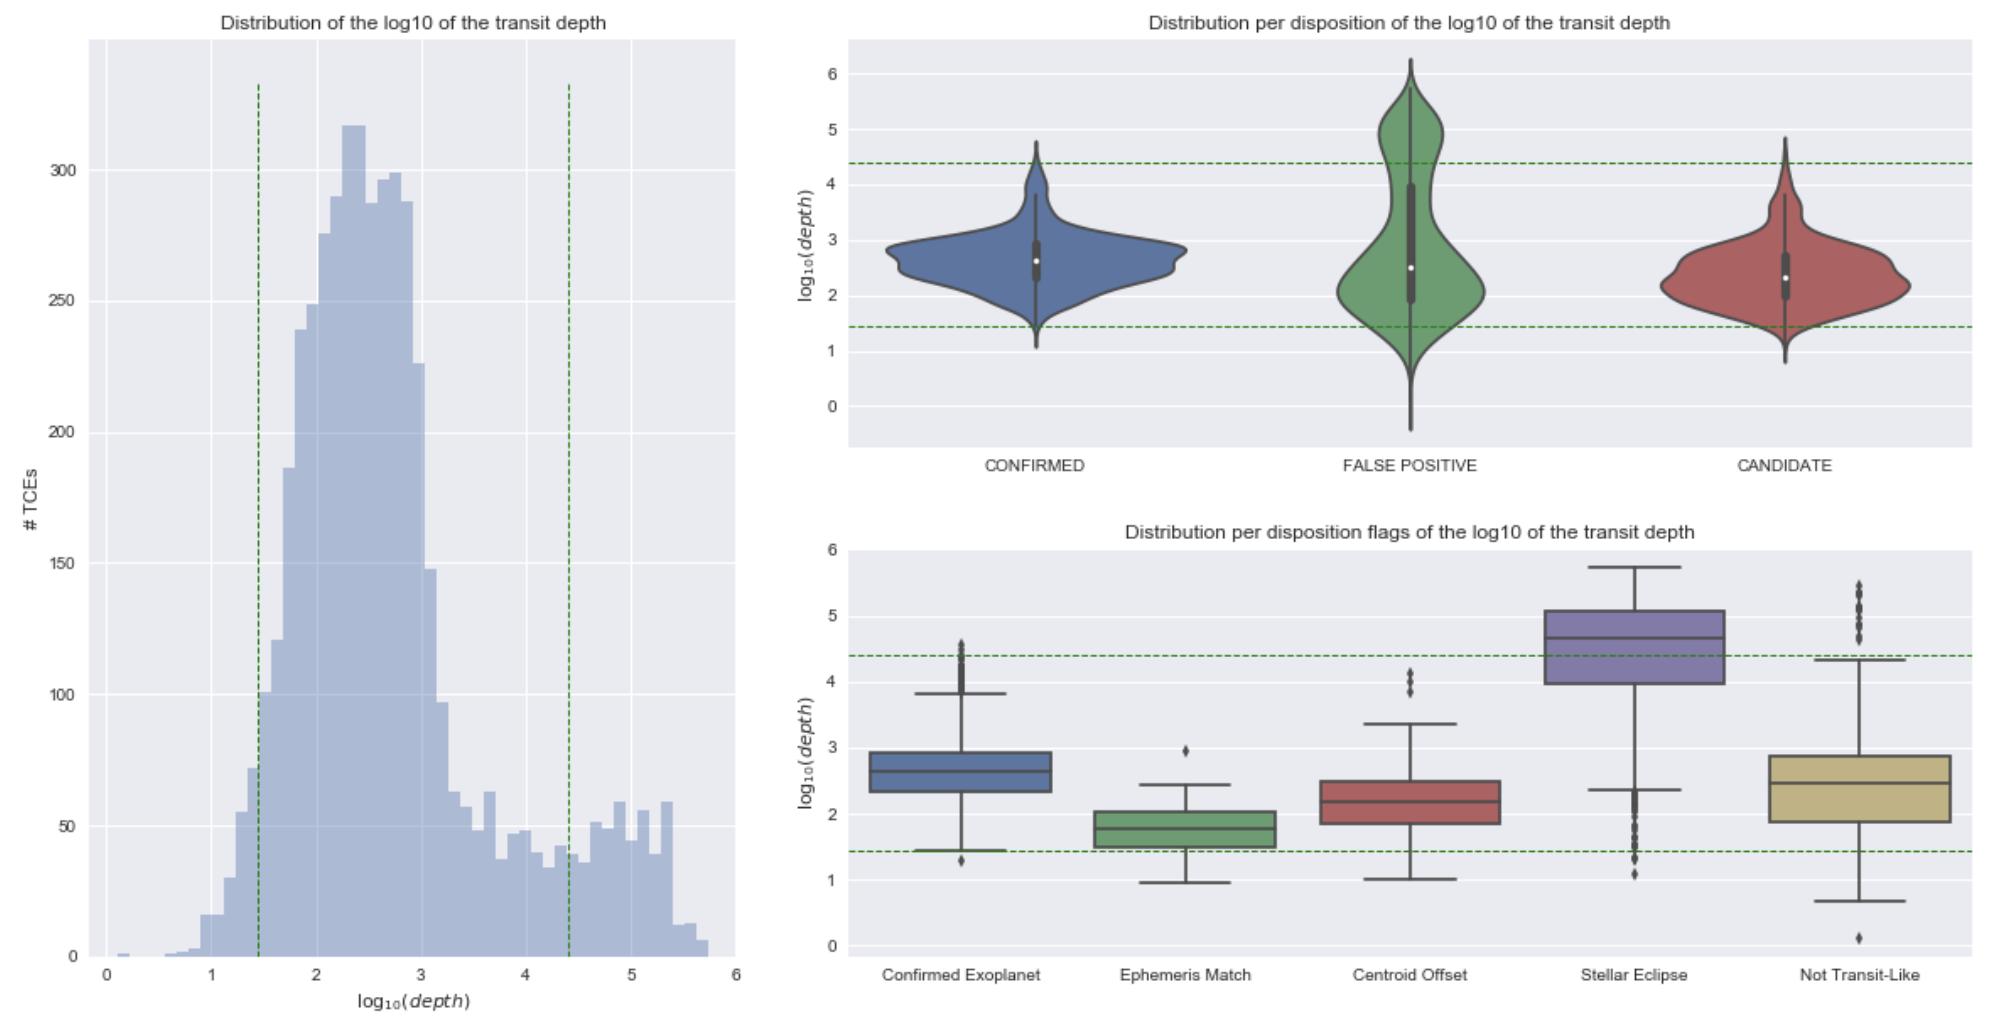 Distribution of the log10 of the transit depth
# TCEs
300
250
200
150
100
50
0
0 1 2 3 4 5 6
log₁₀(depth)
Distribution per disposition of the log10 of the transit depth
log₁₀(depth)
6
5
4
3
2
1
0
CONFIRMED FALSE POSITIVE CANDIDATE
Distribution per disposition flags of the log10 of the transit depth
log₁₀(depth)
6
5
4
3
2
1
0
Confirmed Exoplanet Ephemeris Match Centroid Offset Stellar Eclipse Not Transit-Like